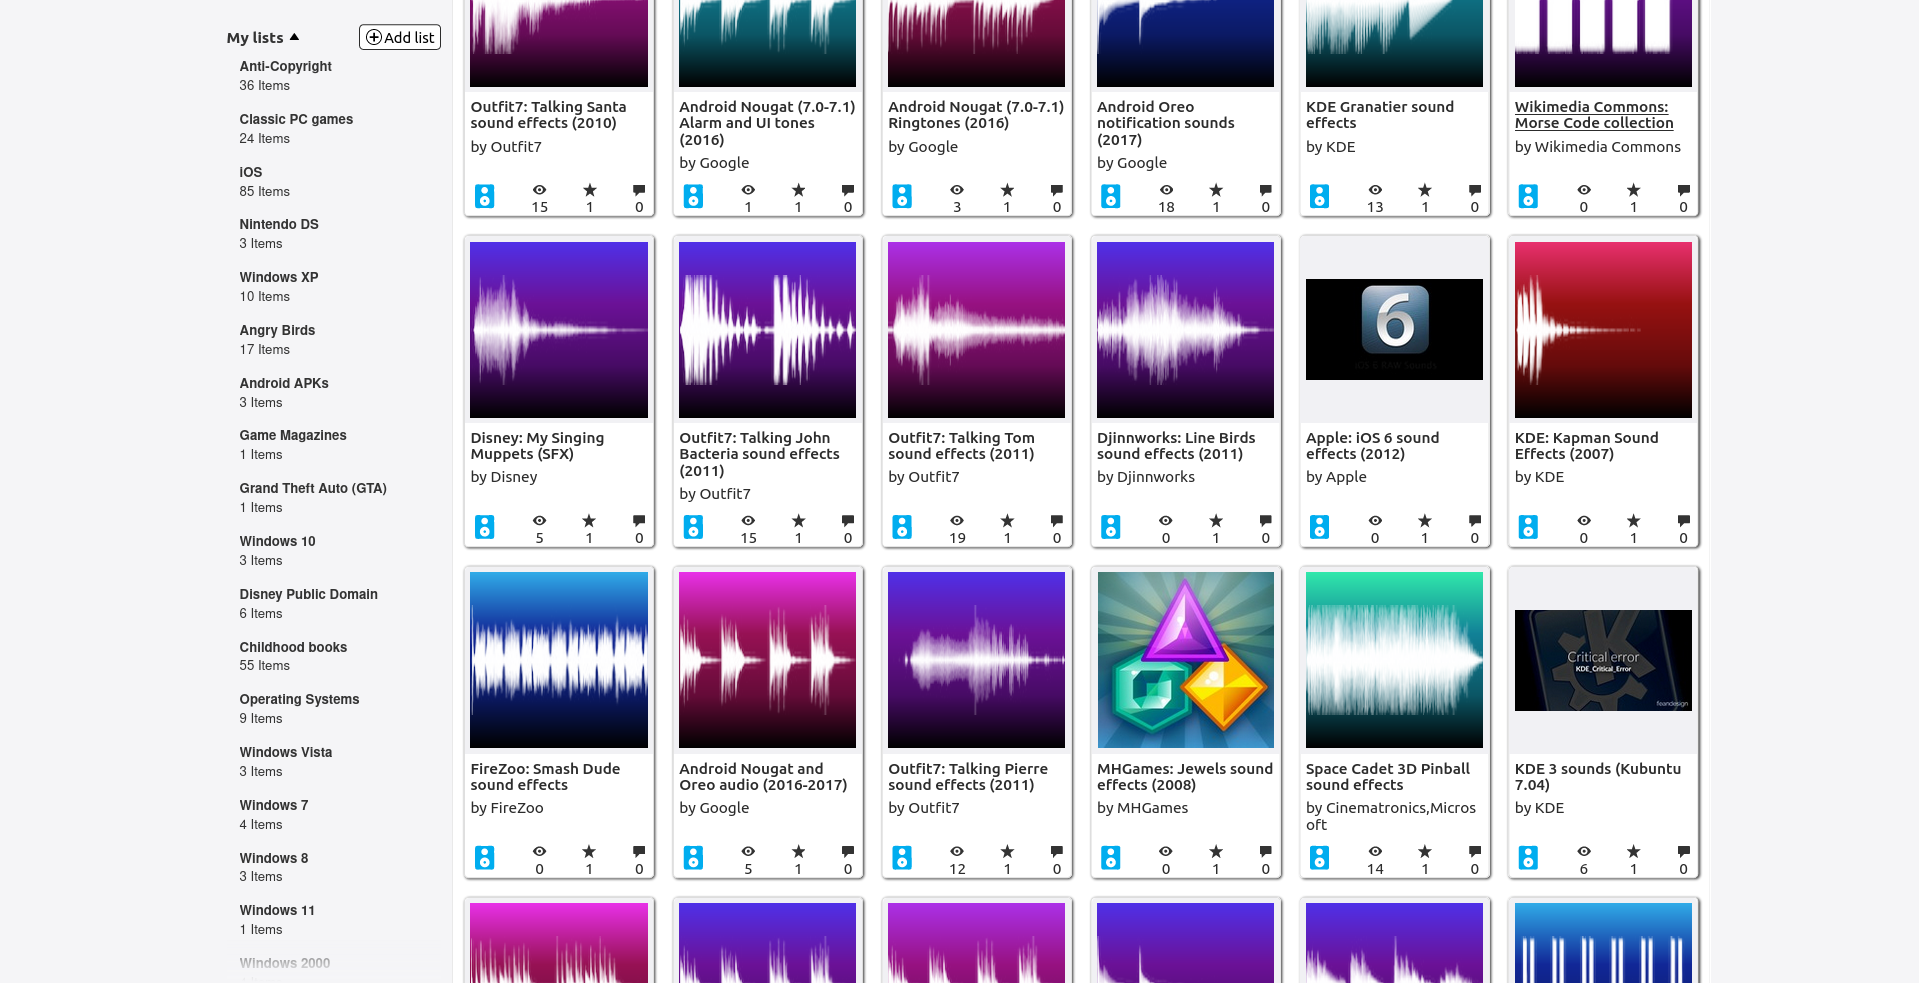 My lists
Add list
Anti-Copyright
36 Items
Classic PC games
24 Items
iOS
85 Items
Nintendo DS
3 Items
Windows XP
10 Items
Angry Birds
17 Items
Android APKs
3 Items
Game Magazines
1 Items
Grand Theft Auto (GTA)
1 Items
Windows 10
3 Items
Disney Public Domain
6 Items
Childhood books
55 Items
Operating Systems
9 Items
Windows Vista
3 Items
Windows 7
4 Items
Windows 8
3 Items
Windows 11
1 Items
Windows 2000
Outfit7: Talking Santa
sound effects (2010)
by Outfit7
15 1 0
Android Nougat (7.0-7.1)
Alarm and UI tones
(2016)
by Google
1 1 0
Android Nougat (7.0-7.1)
Ringtones (2016)
by Google
3 1 0
Android Oreo
notification sounds
(2017)
by Google
18 1 0
KDE Granatier sound
effects
by KDE
13 1 0
Wikimedia Commons:
Morse Code collection
by Wikimedia Commons
0 1 0
Disney: My Singing
Muppets (SFX)
by Disney
5 1 0
Outfit7: Talking John
Bacteria sound effects
(2011)
by Outfit7
15 1 0
Outfit7: Talking Tom
sound effects (2011)
by Outfit7
19 1 0
Djinnworks: Line Birds
sound effects (2011)
by Djinnworks
0 1 0
6
iOS 6 RAW Sounds
Apple: iOS 6 sound
effects (2012)
by Apple
0 1 0
KDE: Kapman Sound
Effects (2007)
by KDE
0 1 0
FireZoo: Smash Dude
sound effects
by FireZoo
0 1 0
Android Nougat and
Oreo audio (2016-2017)
by Google
5 1 0
Outfit7: Talking Pierre
sound effects (2011)
by Outfit7
12 1 0
MHGames: Jewels sound
effects (2008)
by MHGames
0 1 0
Space Cadet 3D Pinball
sound effects
by Cinematronics,Micros
oft
14 1 0
Critical error
KDE_Critical_Error
fleandesign
KDE 3 sounds (Kubuntu
7.04)
by KDE
6 1 0